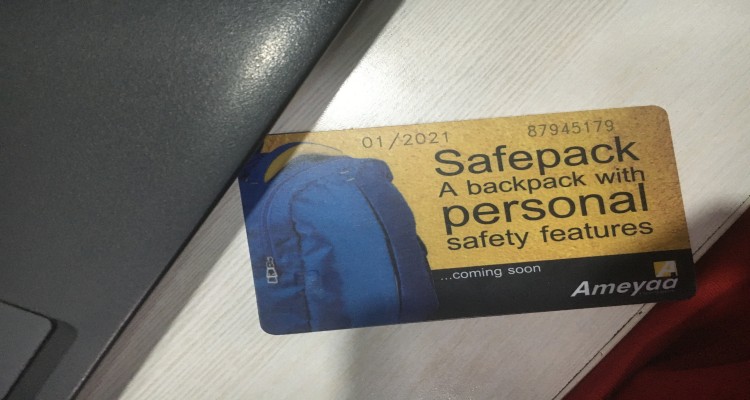 01/2021
87945179
Safepack
A backpack with
personal
safety features
...coming soon
A
Ameyaa